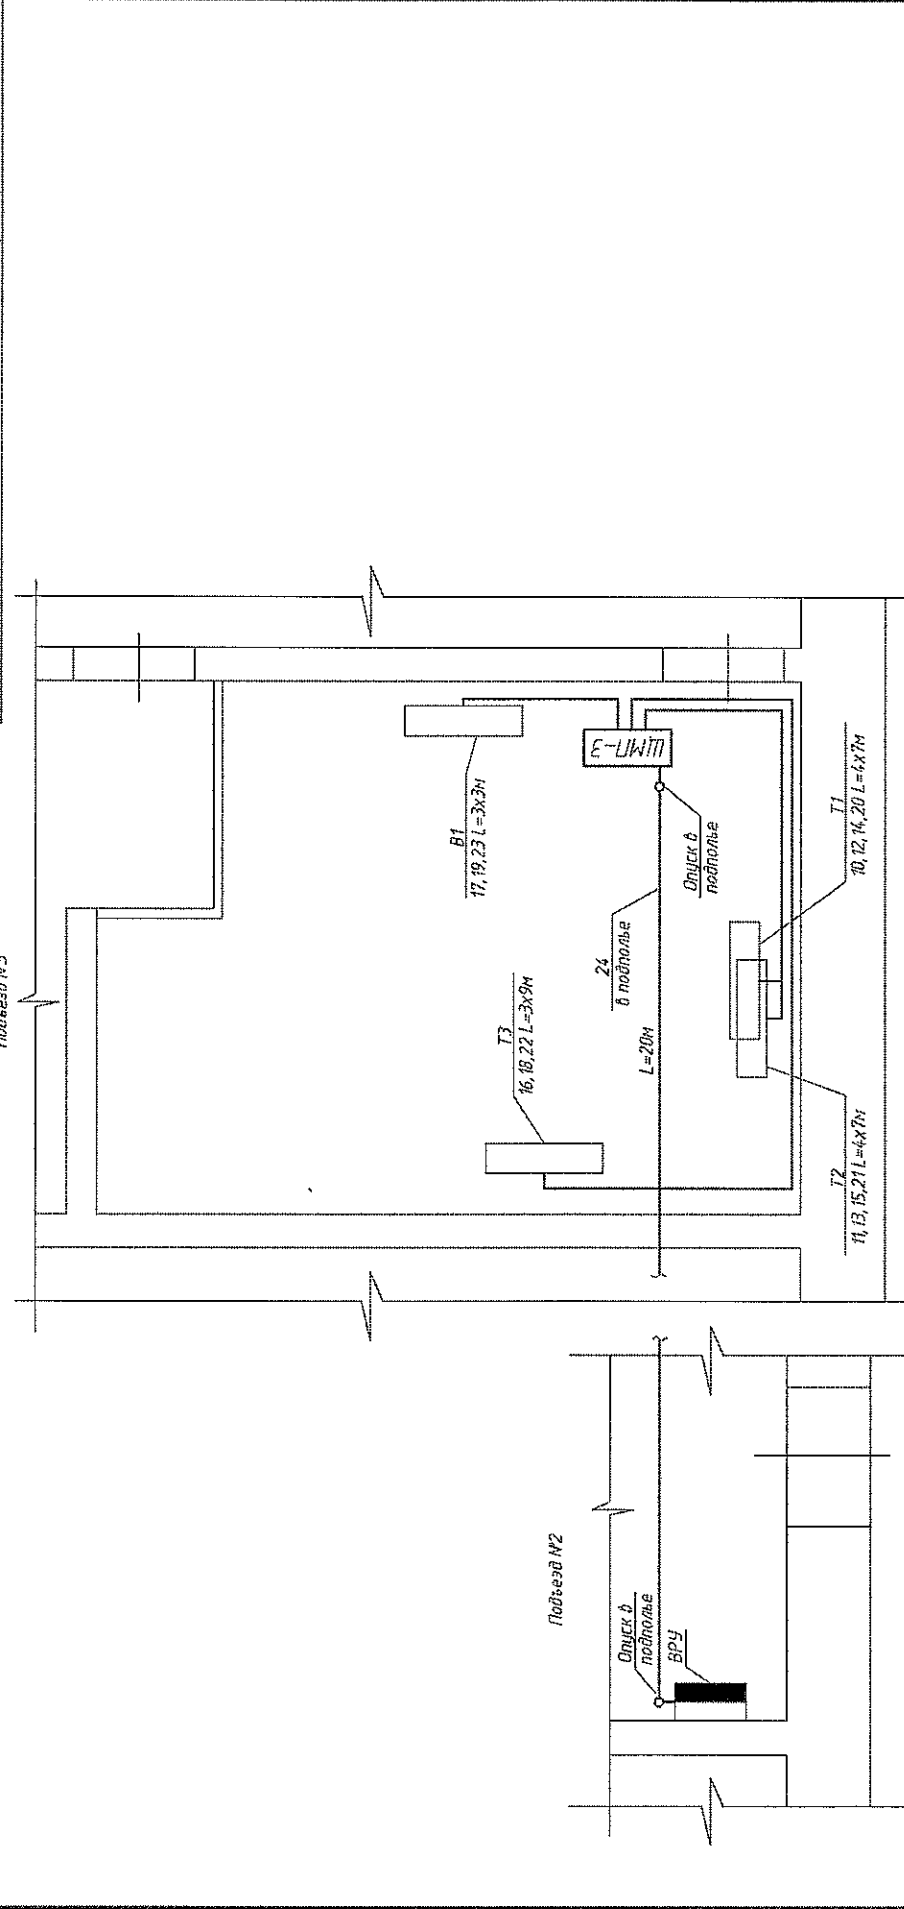 Подъезд №3
В1
17,19,23 L=3х3м
ЩМП-3
Т3
16,18,22 L=3х9м
24
в подполье
L=20м
Опуск в
подполье
Т1
10,12,14,20 L=4х7м
Т2
11,13,15,21 L=4х7м
Подъезд №2
Опуск в
подполье
ВРУ